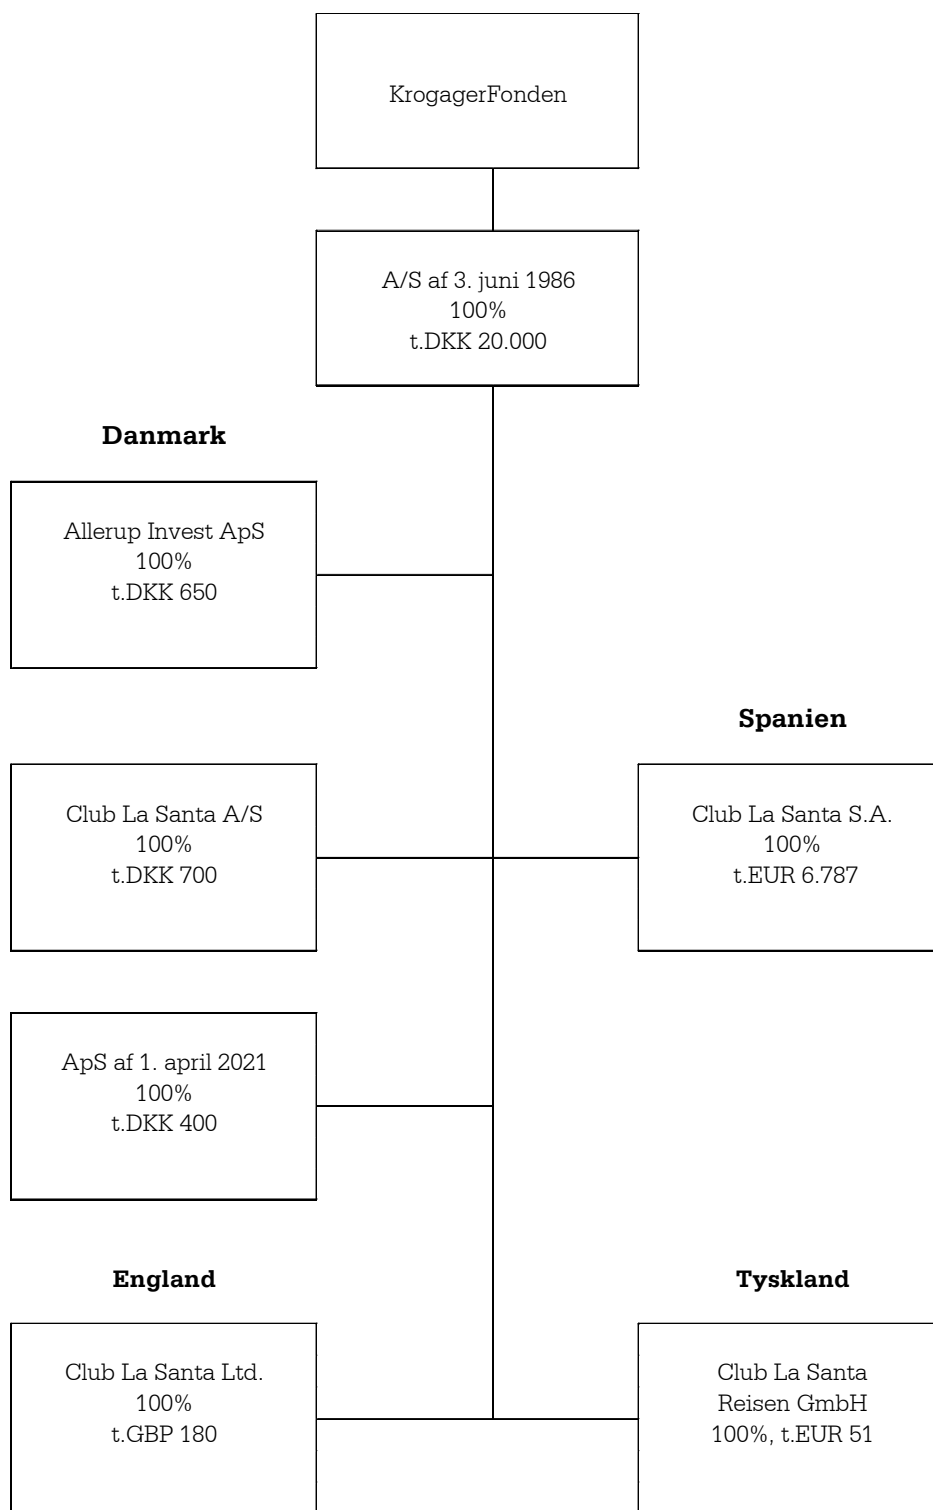 KrogagerFonden
A/S af 3. juni 1986
100%
t.DKK 20.000
Danmark
Allerup Invest ApS
100%
t.DKK 650
Spanien
Club La Santa A/S
100%
t.DKK 700
Club La Santa S.A.
100%
t.EUR 6.787
ApS af 1. april 2021
100%
t.DKK 400
England
Tyskland
Club La Santa Ltd.
100%
t.GBP 180
Club La Santa
Reisen GmbH
100%, t.EUR 51